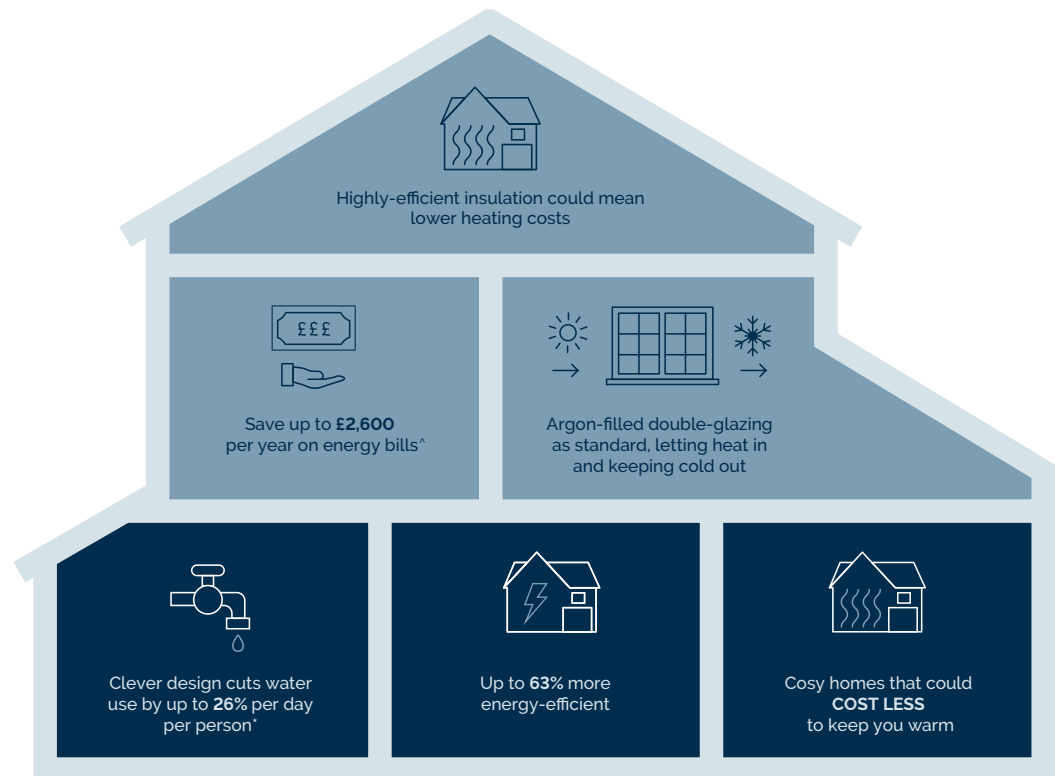 Highly-efficient insulation could mean
lower heating costs
£££
Save up to £2,600
per year on energy bills^
Argon-filled double-glazing
as standard, letting heat in
and keeping cold out
Clever design cuts water
use by up to 26% per day
per person*
Up to 63% more
energy-efficient
Cosy homes that could
COST LESS
to keep you warm